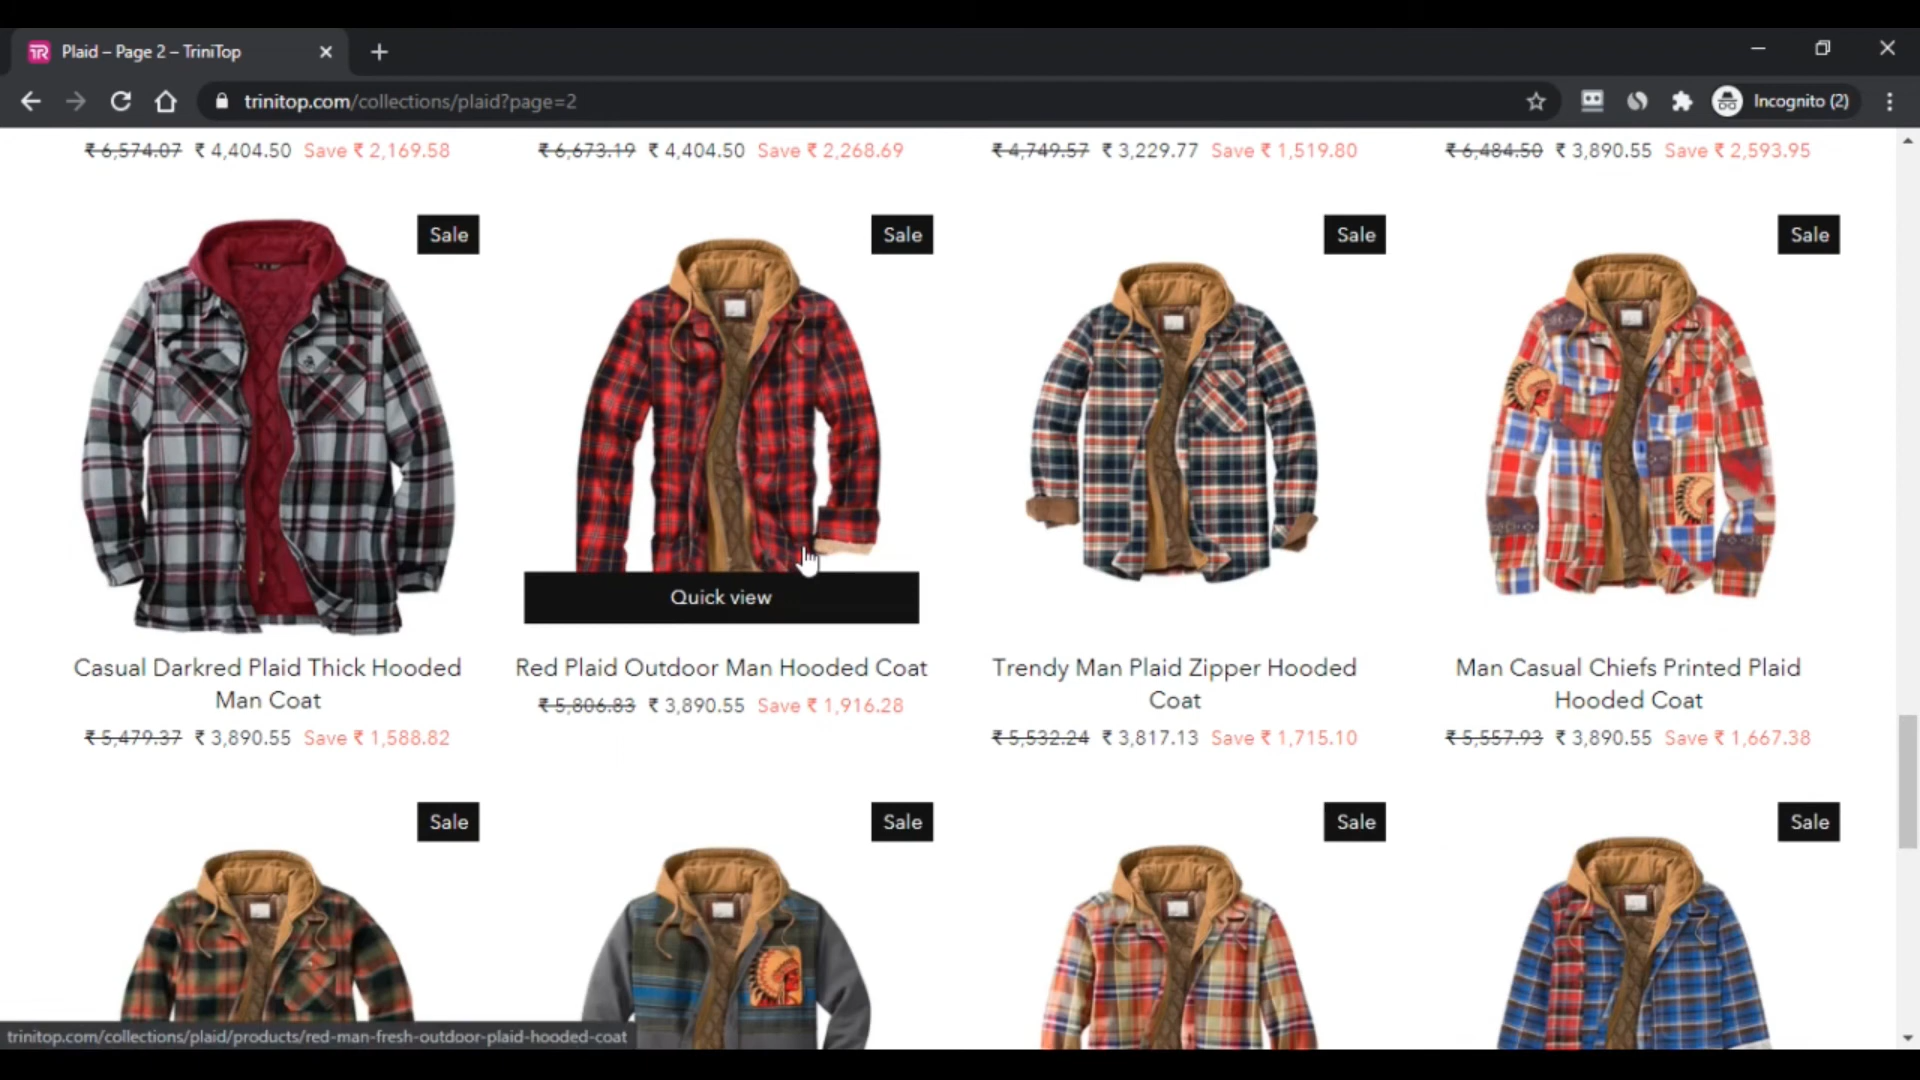 Plaid – Page 2 – TriniTop
trinitop.com/collections/plaid?page=2
Incognito (2)
₹ 6,574.07 ₹ 4,404.50 Save ₹ 2,169.58
₹ 6,673.19 ₹ 4,404.50 Save ₹ 2,268.69
₹ 4,749.57 ₹ 3,229.77 Save ₹ 1,519.80
₹ 6,484.50 ₹ 3,890.55 Save ₹ 2,593.95
Sale
Sale
Sale
Sale
Quick view
Casual Darkred Plaid Thick Hooded
Man Coat
₹ 5,479.37 ₹ 3,890.55 Save ₹ 1,588.82
Red Plaid Outdoor Man Hooded Coat
₹ 5,806.83 ₹ 3,890.55 Save ₹ 1,916.28
Trendy Man Plaid Zipper Hooded
Coat
₹ 5,532.24 ₹ 3,817.13 Save ₹ 1,715.10
Man Casual Chiefs Printed Plaid
Hooded Coat
₹ 5,557.93 ₹ 3,890.55 Save ₹ 1,667.38
Sale
Sale
Sale
Sale
trinitop.com/collections/plaid/products/red-man-fresh-outdoor-plaid-hooded-coat